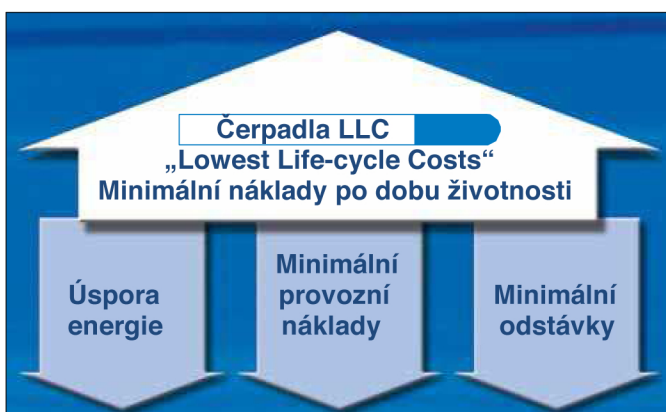 Čerpadla LLC
„Lowest Life-cycle Costs“
Minimální náklady po dobu životnosti
Úspora
energie
Minimální
provozní
náklady
Minimální
odstávky